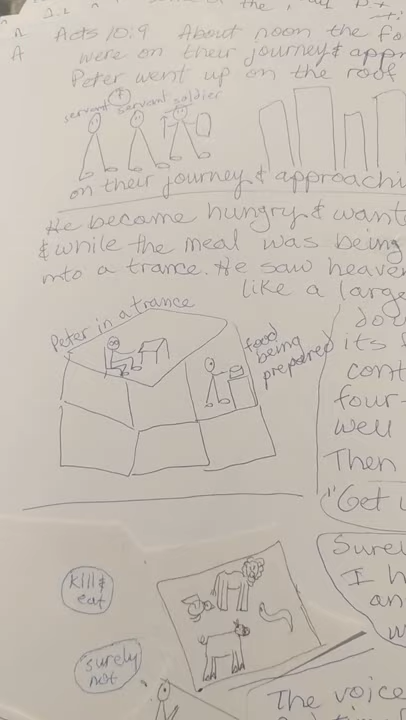 Acts 10:9 About noon the fo
A were on their journey & appr
Peter went up on the roof
servant servant soldier
on their journey & approachi
He became hungry & want
& while the meal was being
into a trance. He saw heave
like a large
do
its f
cont
four-
well
Then
"Get u
Peter in a trance
food
being
prepared
kill &
eat
surely
not
Surel
I h
an
w
The voice